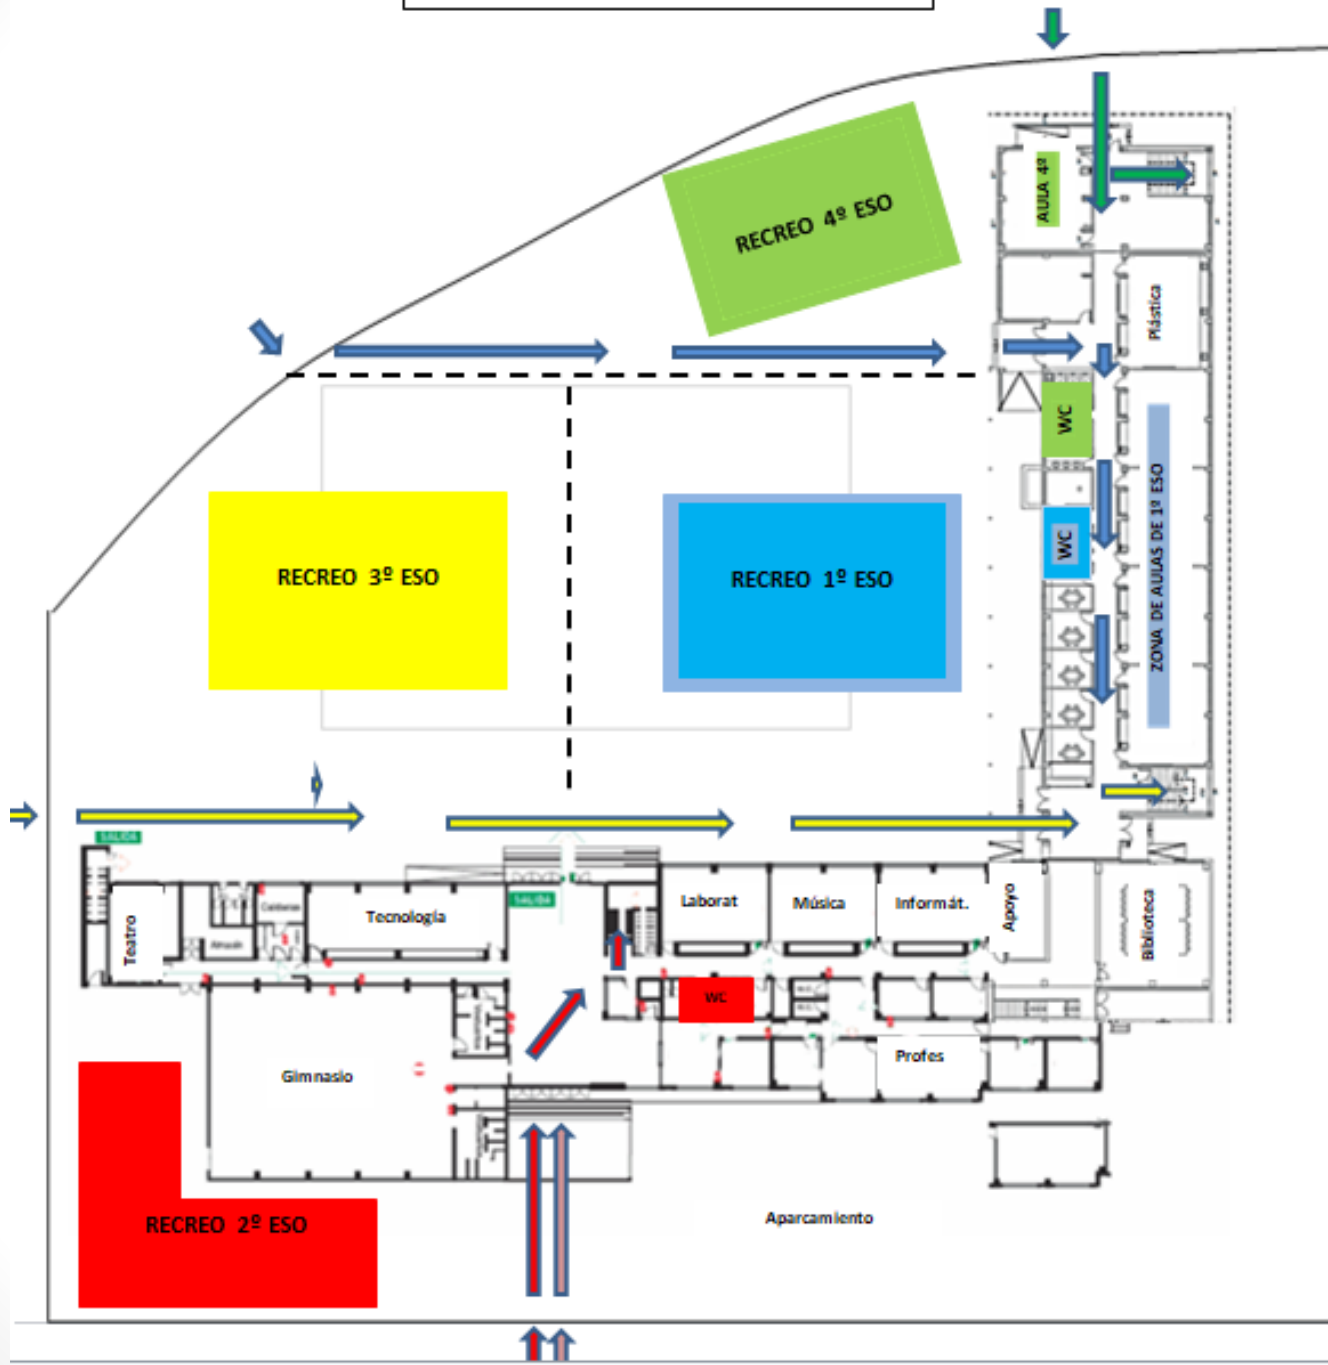 AULA 4º
RECREO 4º ESO
Plástica
WC
WC
ZONA DE AULAS DE 1º ESO
RECREO 3º ESO
RECREO 1º ESO
SALIDA
SALIDA
Teatro
Tecnología
Laborat
Música
Informát.
Apoyo
Biblioteca
Almacén
WC
Gimnasio
Profes
RECREO 2º ESO
Aparcamiento